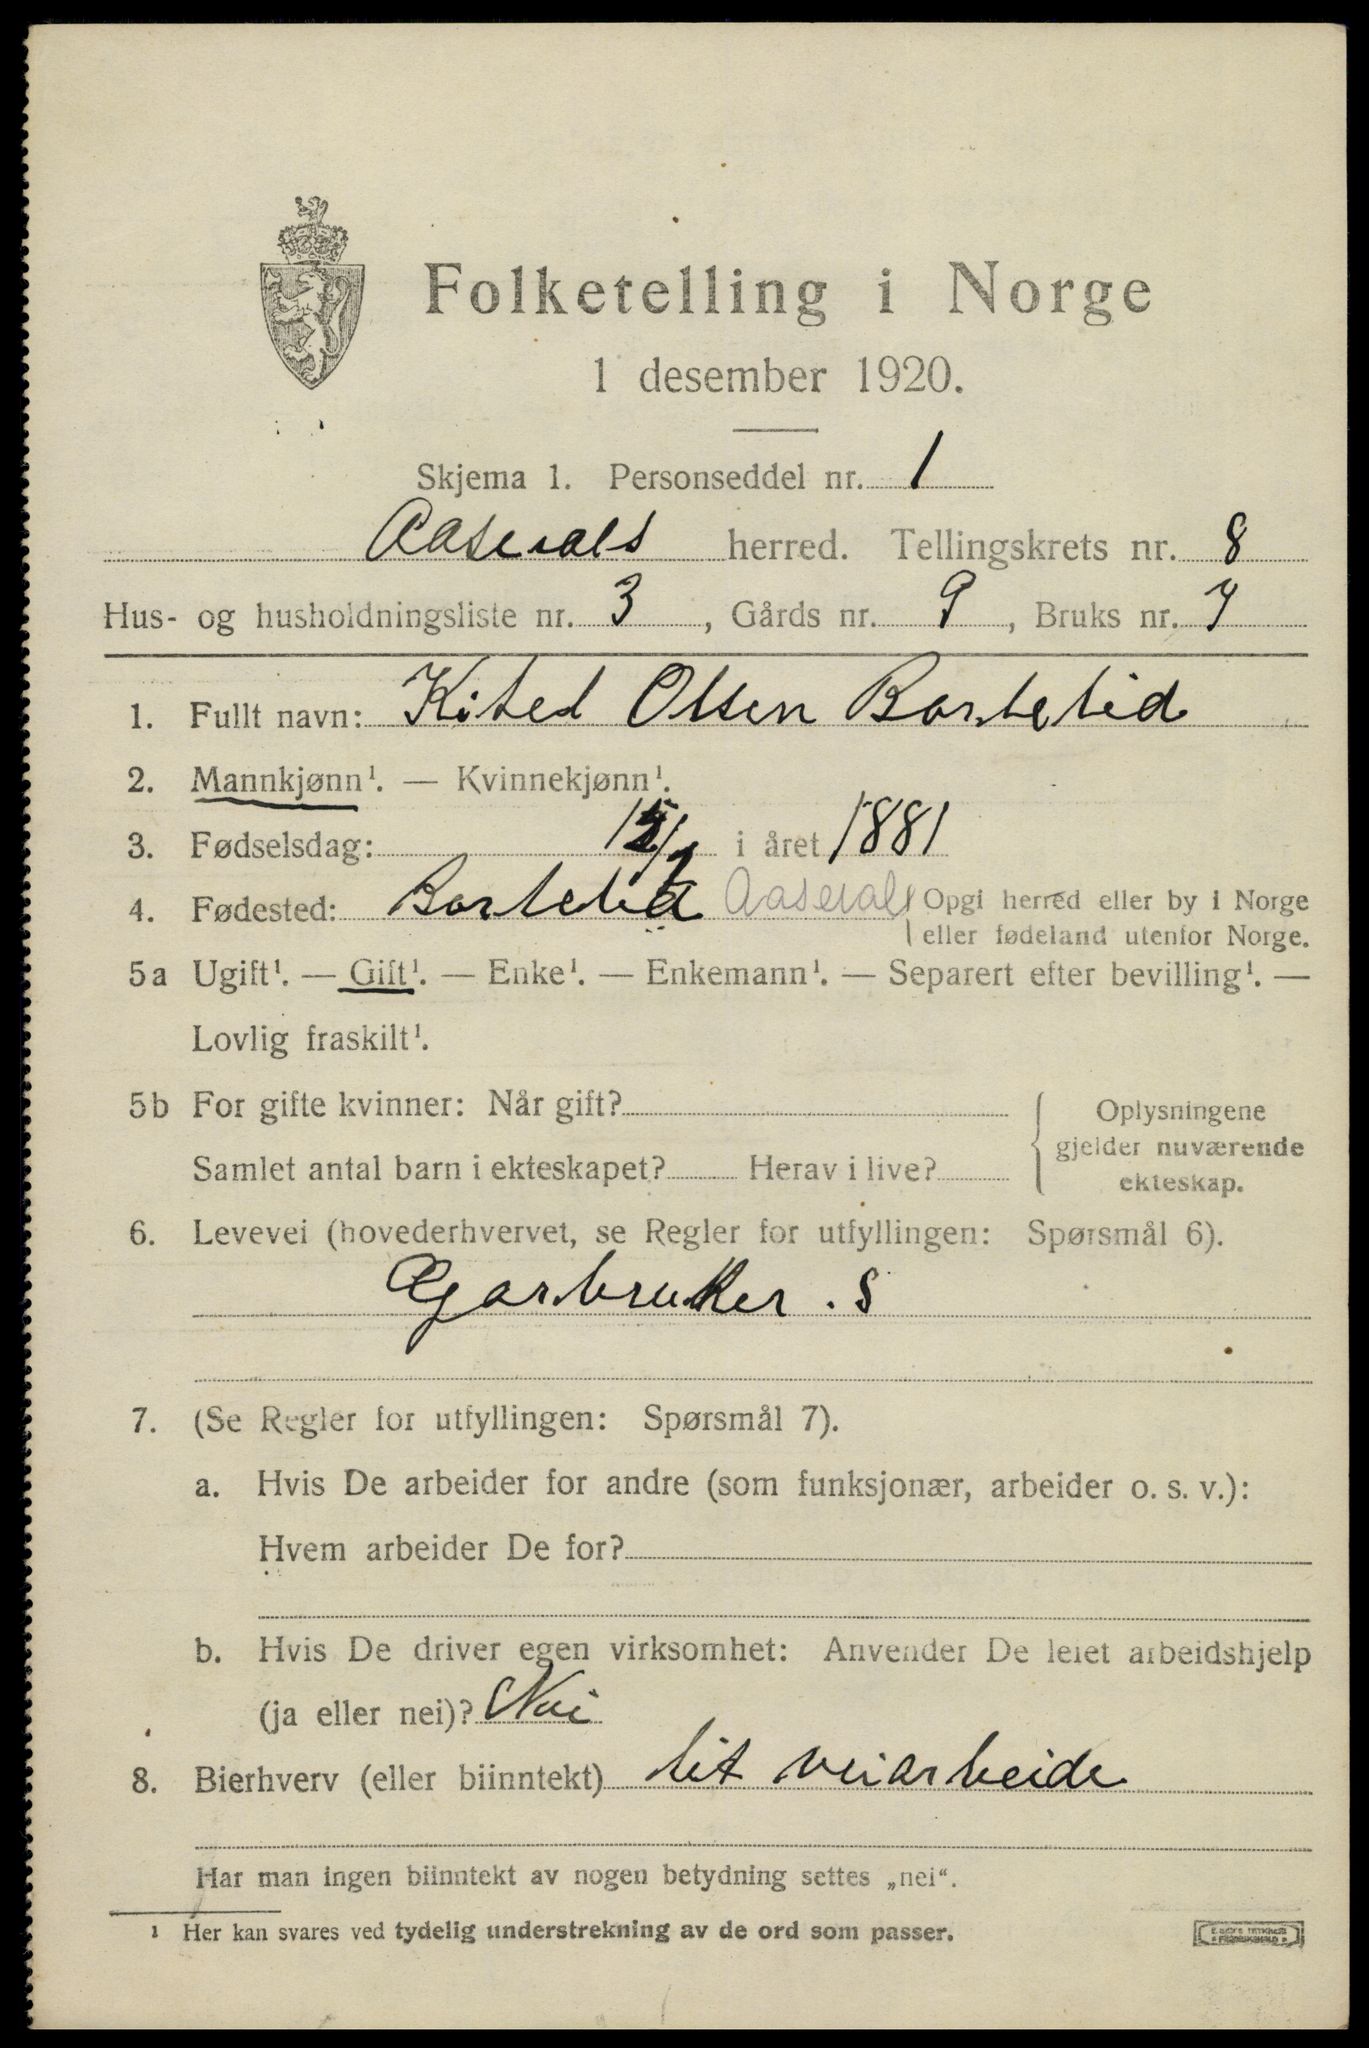 Folketelling i Norge
1 desember 1920.
Skjema 1. Personseddel nr. 1
Aaserals herred. Tellingskrets nr. 8
Hus- og husholdningsliste nr. 3, Gårds nr. 9, Bruks nr. 7
1. Fullt navn: Kited Olsen Bortelid
2. Mannkjønn¹. — Kvinnekjønn¹.
3. Fødselsdag: i året 1881
4. Fødested: Bortelid Aaseral Opgi herred eller by i Norge
eller fødeland utenfor Norge.
5a Ugift¹. — Gift¹. — Enke¹. — Enkemann¹. — Separert efter bevilling¹. —
Lovlig fraskilt¹.
5b For gifte kvinner: Når gift?
Samlet antal barn i ekteskapet? Herav i live?
Oplysningene
gjelder nuværende
ekteskap.
6. Levevei (hovederhvervet, se Regler for utfyllingen: Spørsmål 6).
Garbruker. S
7. (Se Regler for utfyllingen: Spørsmål 7).
a. Hvis De arbeider for andre (som funksjonær, arbeider o. s. v.):
Hvem arbeider De for?
b. Hvis De driver egen virksomhet: Anvender De leiet arbeidshjelp
(ja eller nei)? Nei
8. Bierhverv (eller biinntekt) lit veiarbeide
Har man ingen biinntekt av nogen betydning settes „nei“.
¹ Her kan svares ved tydelig understrekning av de ord som passer.